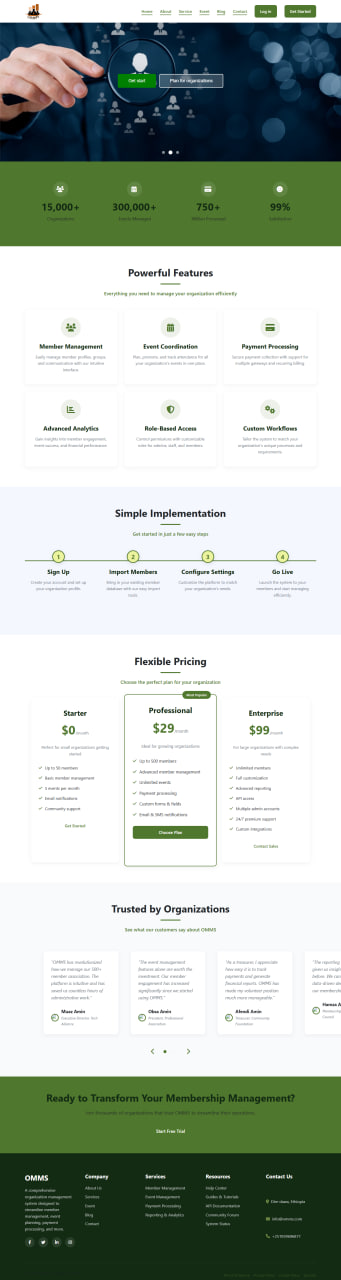 Home About Service Event Blog Contact Log in Get Started
Get start Plan for organizations
15,000+ 300,000+ 750+ 99%
Organizations Events Managed Million Processed Satisfaction
Powerful Features
Everything you need to manage your organization efficiently
Member Management
Easily manage member profiles, groups,
and communication with our intuitive
interface.
Event Coordination
Plan, promote, and track attendance for all
your organization's events in one place.
Payment Processing
Secure payment collection with support for
multiple gateways and recurring billing.
Advanced Analytics
Gain insights into member engagement,
event success, and financial performance.
Role-Based Access
Control permissions with customizable
roles for admins, staff, and members.
Custom Workflows
Tailor the system to match your
organization's unique processes and
requirements.
Simple Implementation
Get started in just a few easy steps
1 2 3 4
Sign Up
Create your account and set up
your organization profile.
Import Members
Bring in your existing member
database with our easy import
tools.
Configure Settings
Customize the platform to match
your organization's needs.
Go Live
Launch the system to your
members and start managing
efficiently.
Flexible Pricing
Choose the perfect plan for your organization
Starter
$0/month
Perfect for small organizations getting
started
Up to 50 members
Basic member management
3 events per month
Email notifications
Community support
Get Started
Most Popular
Professional
$29/month
Ideal for growing organizations
Up to 500 members
Advanced member management
Unlimited events
Payment processing
Custom forms & fields
Email & SMS notifications
Choose Plan
Enterprise
$99/month
For large organizations with complex
needs
Unlimited members
Full customization
Advanced reporting
API access
Multiple admin accounts
24/7 premium support
Custom integrations
Contact Sales
Trusted by Organizations
See what our customers say about OMMS
"OMMS has revolutionized
how we manage our 500+
member association. The
platform is intuitive and has
saved us countless hours of
administrative work."
Muaz Amin
Executive Director, Tech
Alliance
"The event management
features alone are worth the
investment. Our member
engagement has increased
significantly since we started
using OMMS."
Obsa Amin
President, Professional
Association
"As a treasurer, I appreciate
how easy it is to track
payments and generate
financial reports. OMMS has
made my volunteer position
much more manageable."
Afendi Amin
Treasurer, Community
Foundation
"The reporting
given us insigh
before. We can
data-driven de
our membersh
Hamza A
Membership
Council
Ready to Transform Your Membership Management?
Join thousands of organizations that trust OMMS to streamline their operations.
Start Free Trial
OMMS
A comprehensive
organization management
system designed to
streamline member
management, event
planning, payment
processing, and more.
Company
About Us
Services
Event
Blog
Contact
Services
Member Management
Event Management
Payment Processing
Reporting & Analytics
Resources
Help Center
Guides & Tutorials
API Documentation
Community Forum
System Status
Contact Us
info@omms.com